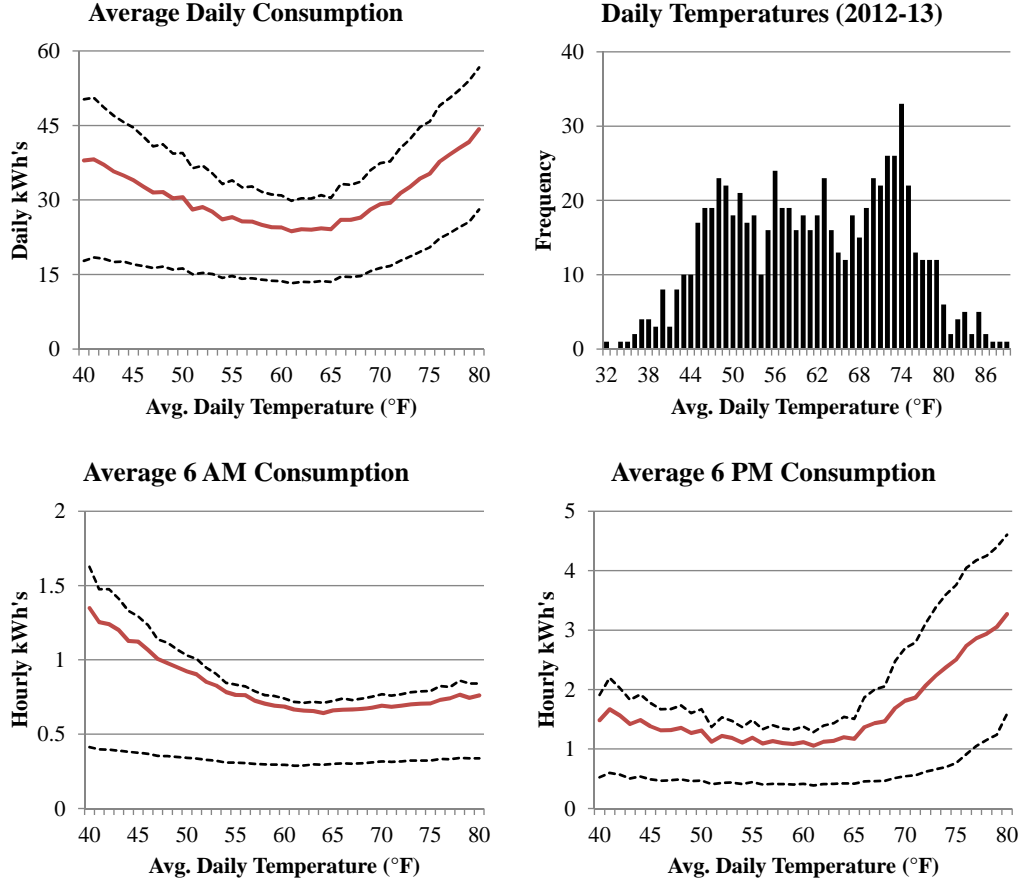 Average Daily Consumption
60
45
30
15
0
Daily kWh's
40 45 50 55 60 65 70 75 80
Avg. Daily Temperature (°F)
Daily Temperatures (2012-13)
40
30
20
10
0
Frequency
32 38 44 50 56 62 68 74 80 86
Avg. Daily Temperature (°F)
Average 6 AM Consumption
2
1.5
1
0.5
0
Hourly kWh's
40 45 50 55 60 65 70 75 80
Avg. Daily Temperature (°F)
Average 6 PM Consumption
5
4
3
2
1
0
Hourly kWh's
40 45 50 55 60 65 70 75 80
Avg. Daily Temperature (°F)